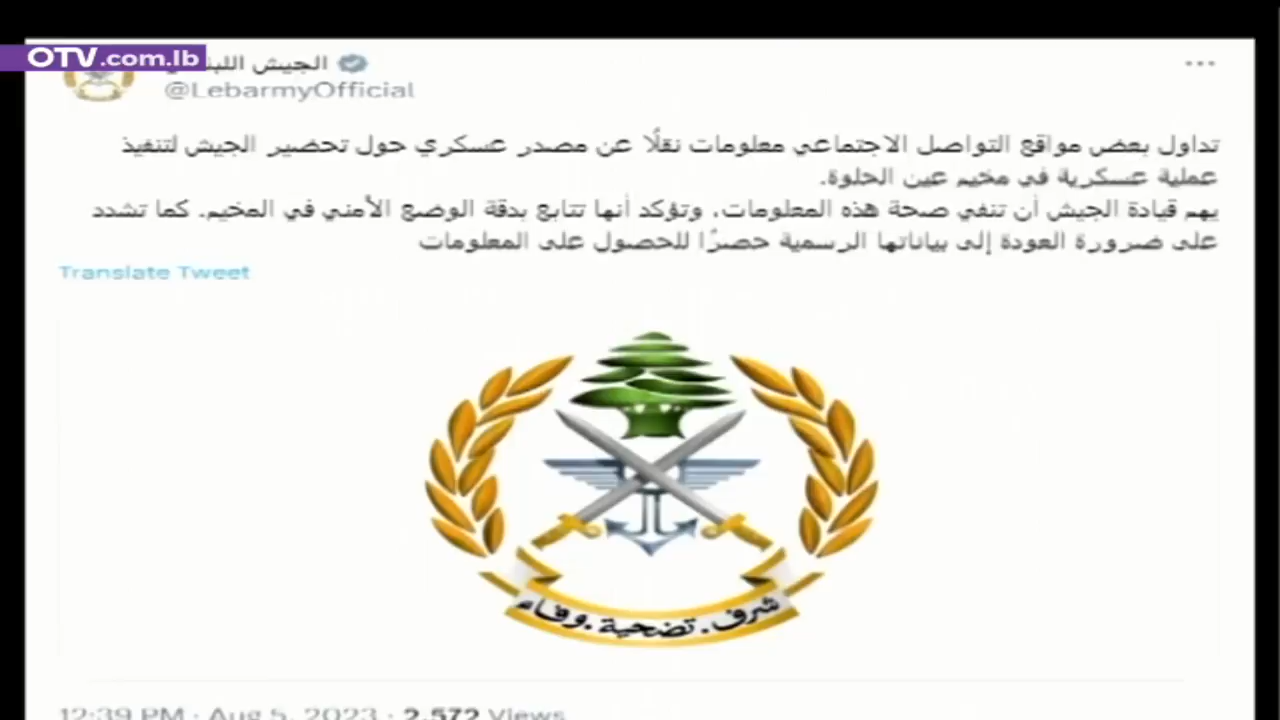 OTV.com.lb
الجيش
@LebarmyOfficial
تداول بعض مواقع التواصل الاجتماعي معلومات نقلًا عن مصدر عسكري حول تحضير الجيش لتنفيذ
عملية عسكرية في مخيم عين الحلوة.
يهم قيادة الجيش أن تنفي صحة هذه المعلومات، وتؤكد أنها تتابع بدقة الوضع الأمني في المخيم. كما تشدد
على ضرورة العودة إلى بياناتها الرسمية حصرًا للحصول على المعلومات
Translate Tweet
شرف. تضحية. وفاء
12:39 PM · Aug 5, 2023 · 2,572 Views